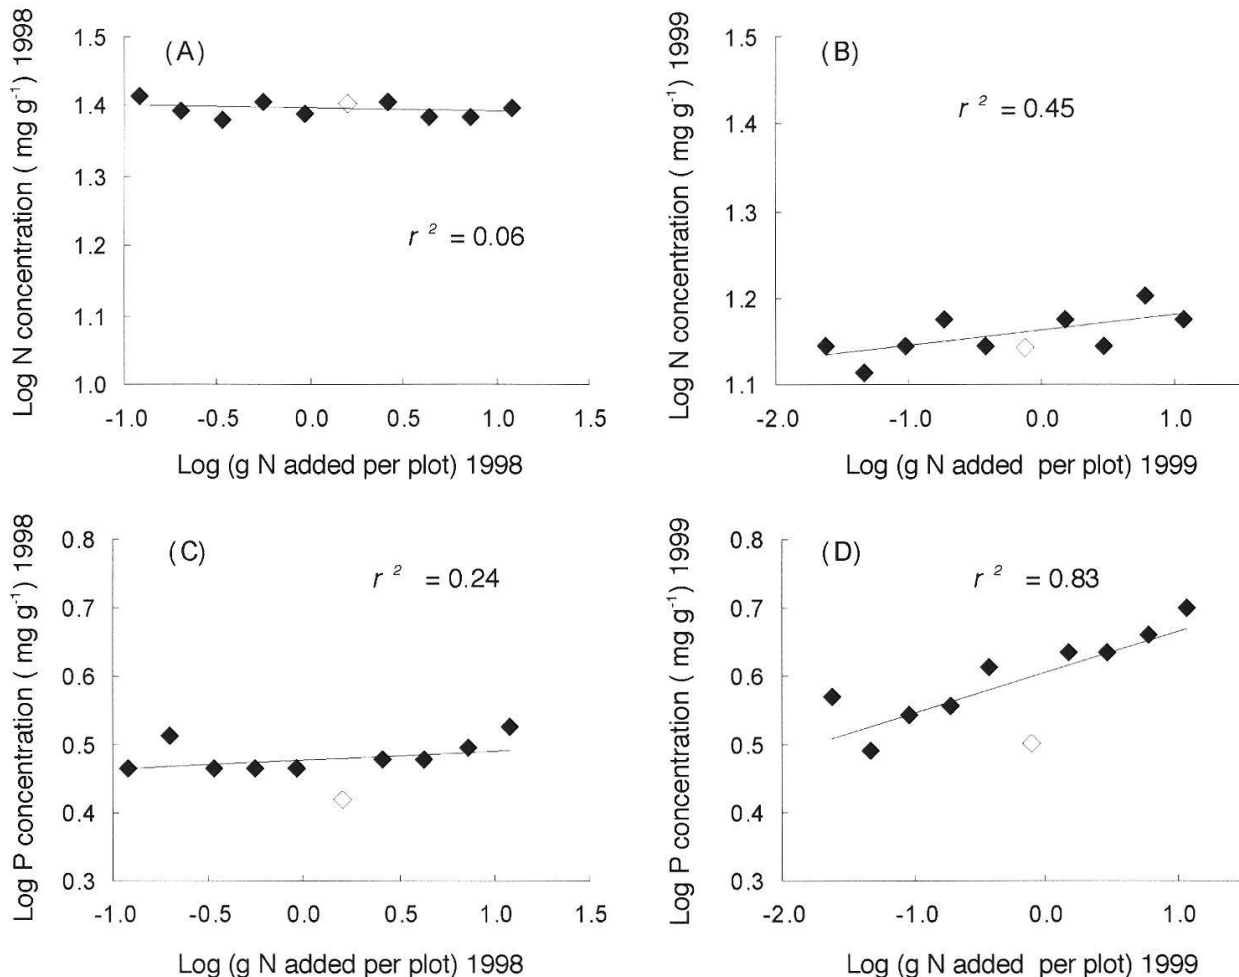 Log N concentration ( mg g⁻¹) 1998
1.5
1.4
1.3
1.2
1.1
1.0
(A)
r² = 0.06
-1.0 -0.5 0.0 0.5 1.0 1.5
Log (g N added per plot) 1998
Log N concentration ( mg g⁻¹) 1999
1.5
1.4
1.3
1.2
1.1
(B)
r² = 0.45
-2.0 -1.0 0.0 1.0
Log (g N added per plot) 1999
Log P concentration ( mg g⁻¹) 1998
0.8
0.7
0.6
0.5
0.4
0.3
(C)
r² = 0.24
-1.0 -0.5 0.0 0.5 1.0 1.5
Log (g N added per plot) 1998
Log P concentration ( mg g⁻¹) 1999
0.8
0.7
0.6
0.5
0.4
0.3
(D)
r² = 0.83
-2.0 -1.0 0.0 1.0
Log (g N added per plot) 1999